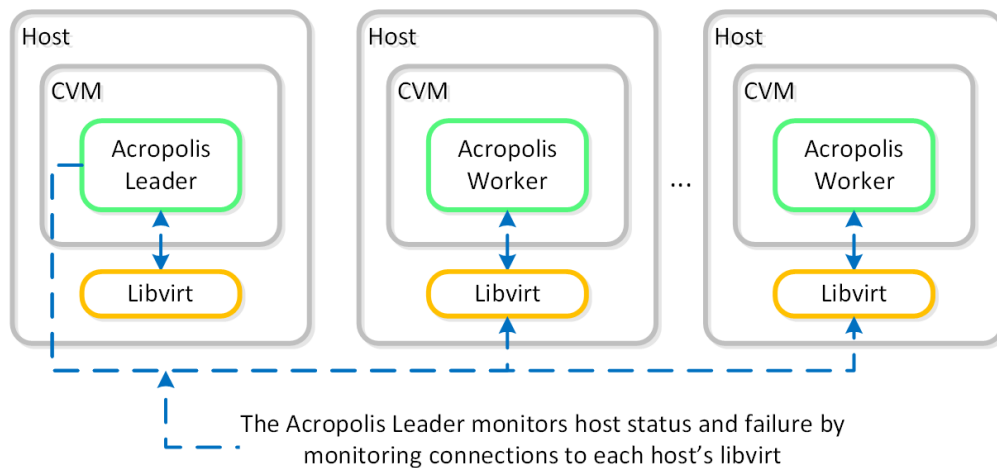 Host
CVM
Acropolis
Leader
Libvirt
Host
CVM
Acropolis
Worker
Libvirt
...
Host
CVM
Acropolis
Worker
Libvirt
The Acropolis Leader monitors host status and failure by
monitoring connections to each host's libvirt